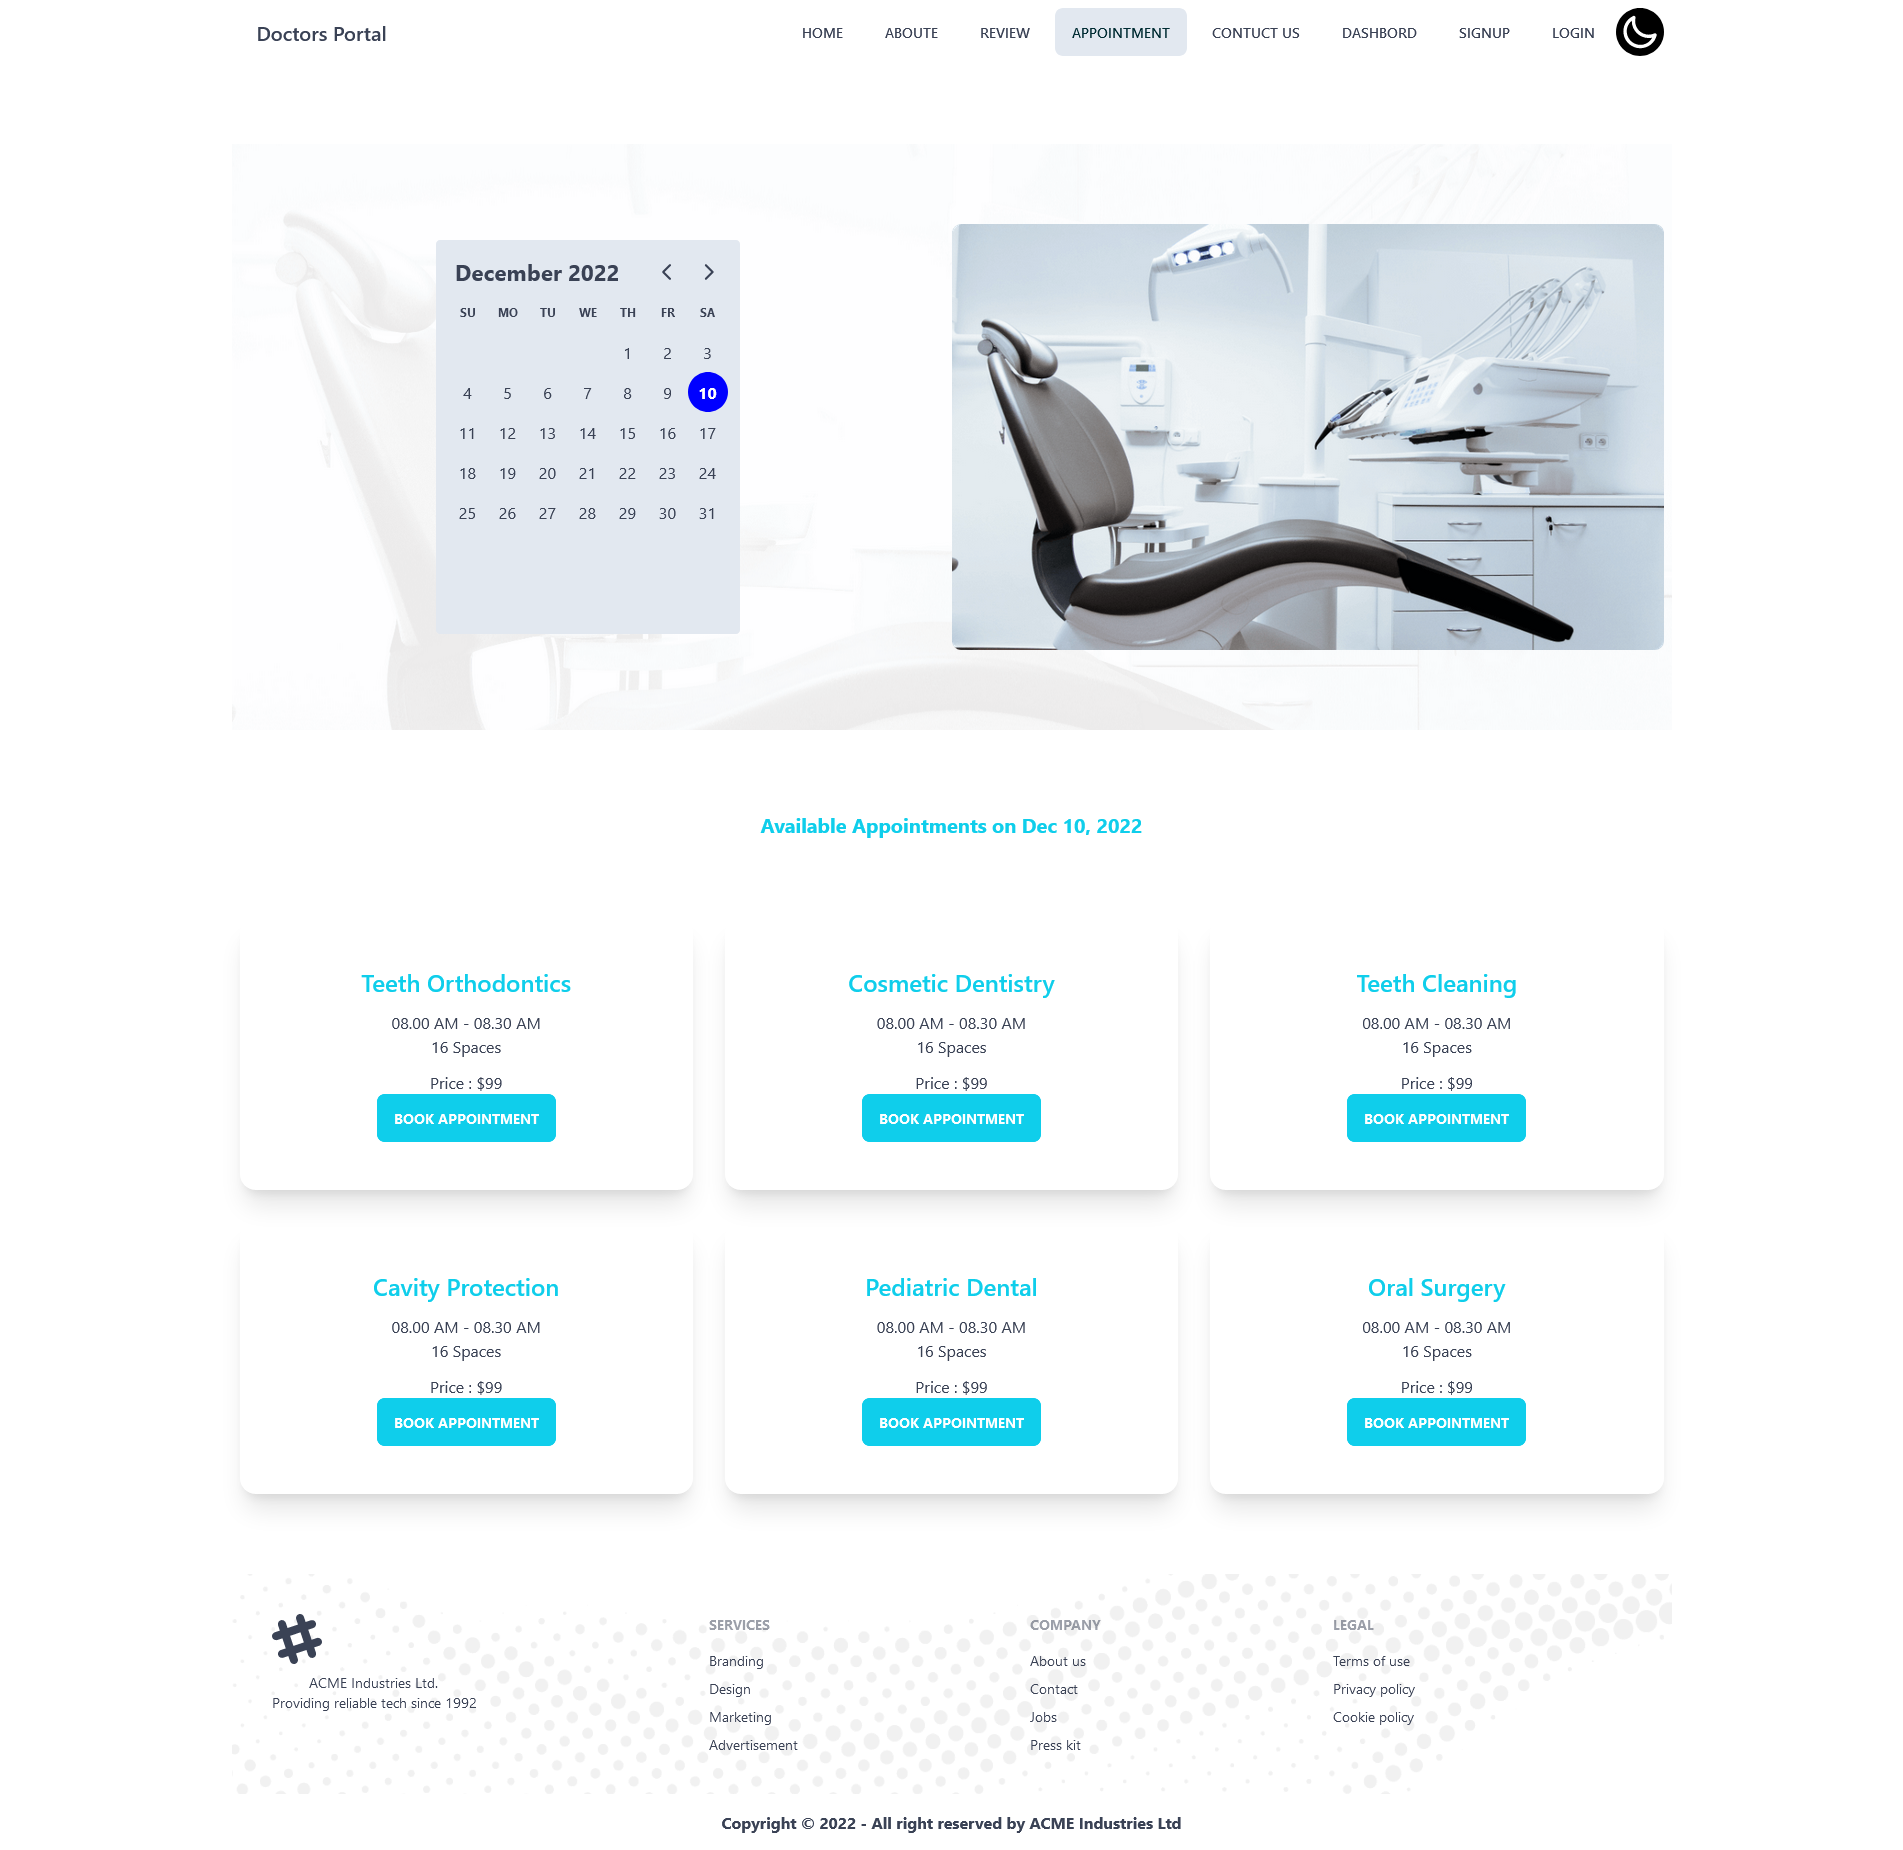 Doctors Portal
HOME ABOUTE REVIEW APPOINTMENT CONTUCT US DASHBORD SIGNUP LOGIN
December 2022
SU MO TU WE TH FR SA
1 2 3
4 5 6 7 8 9 10
11 12 13 14 15 16 17
18 19 20 21 22 23 24
25 26 27 28 29 30 31
Available Appointments on Dec 10, 2022
Teeth Orthodontics
08.00 AM - 08.30 AM
16 Spaces
Price : $99
BOOK APPOINTMENT
Cosmetic Dentistry
08.00 AM - 08.30 AM
16 Spaces
Price : $99
BOOK APPOINTMENT
Teeth Cleaning
08.00 AM - 08.30 AM
16 Spaces
Price : $99
BOOK APPOINTMENT
Cavity Protection
08.00 AM - 08.30 AM
16 Spaces
Price : $99
BOOK APPOINTMENT
Pediatric Dental
08.00 AM - 08.30 AM
16 Spaces
Price : $99
BOOK APPOINTMENT
Oral Surgery
08.00 AM - 08.30 AM
16 Spaces
Price : $99
BOOK APPOINTMENT
ACME Industries Ltd.
Providing reliable tech since 1992
SERVICES
Branding
Design
Marketing
Advertisement
COMPANY
About us
Contact
Jobs
Press kit
LEGAL
Terms of use
Privacy policy
Cookie policy
Copyright © 2022 - All right reserved by ACME Industries Ltd